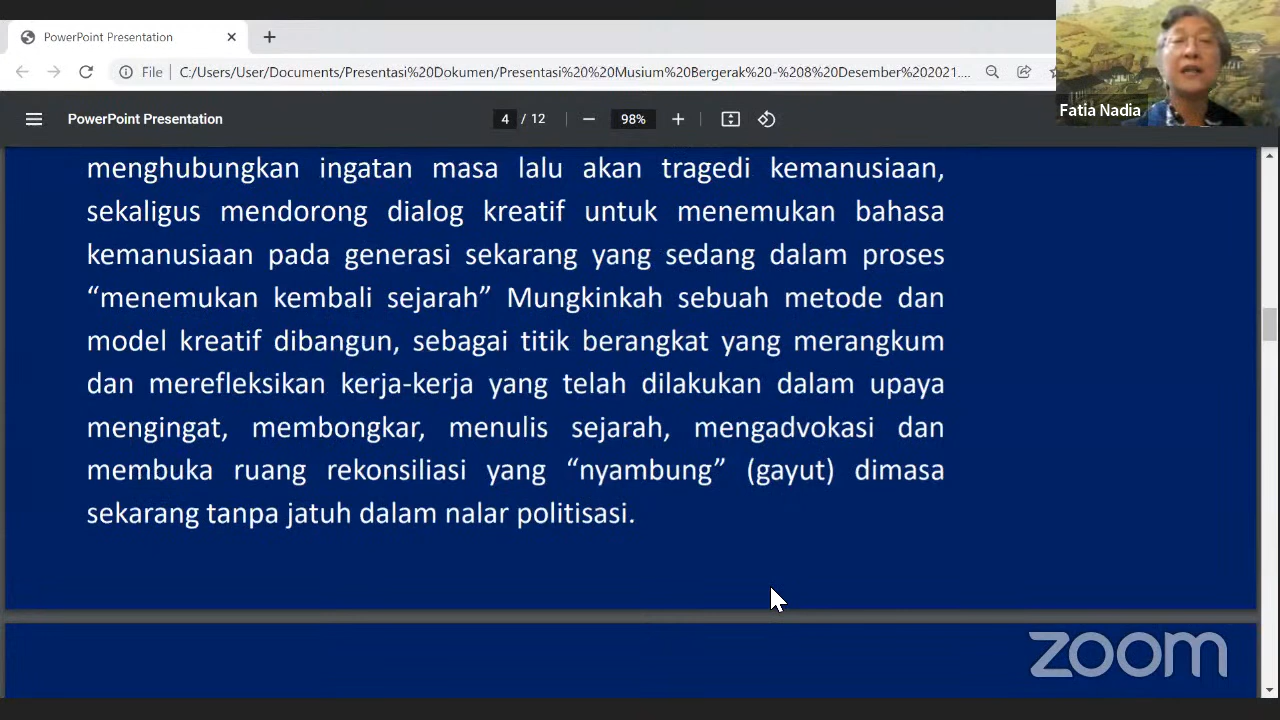 PowerPoint Presentation
File
C:/Users/User/Documents/Presentasi%20Dokumen/Presentasi%20%20Musium%20Bergerak%20-%208%20Desember%202021....
PowerPoint Presentation
4 / 12
98%
Fatia Nadia
menghubungkan ingatan masa lalu akan tragedi kemanusiaan,
sekaligus mendorong dialog kreatif untuk menemukan bahasa
kemanusiaan pada generasi sekarang yang sedang dalam proses
“menemukan kembali sejarah” Mungkinkah sebuah metode dan
model kreatif dibangun, sebagai titik berangkat yang merangkum
dan merefleksikan kerja-kerja yang telah dilakukan dalam upaya
mengingat, membongkar, menulis sejarah, mengadvokasi dan
membuka ruang rekonsiliasi yang “nyambung” (gayut) dimasa
sekarang tanpa jatuh dalam nalar politisasi.
zoom